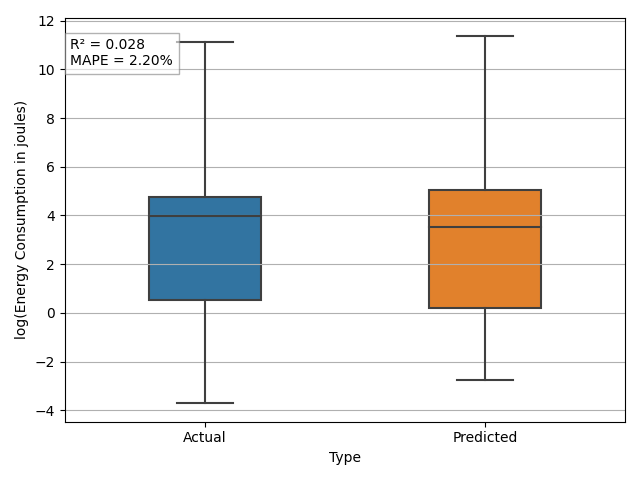 R² = 0.028
MAPE = 2.20%
12
10
8
6
4
2
0
−2
−4
log(Energy Consumption in joules)
Actual
Predicted
Type